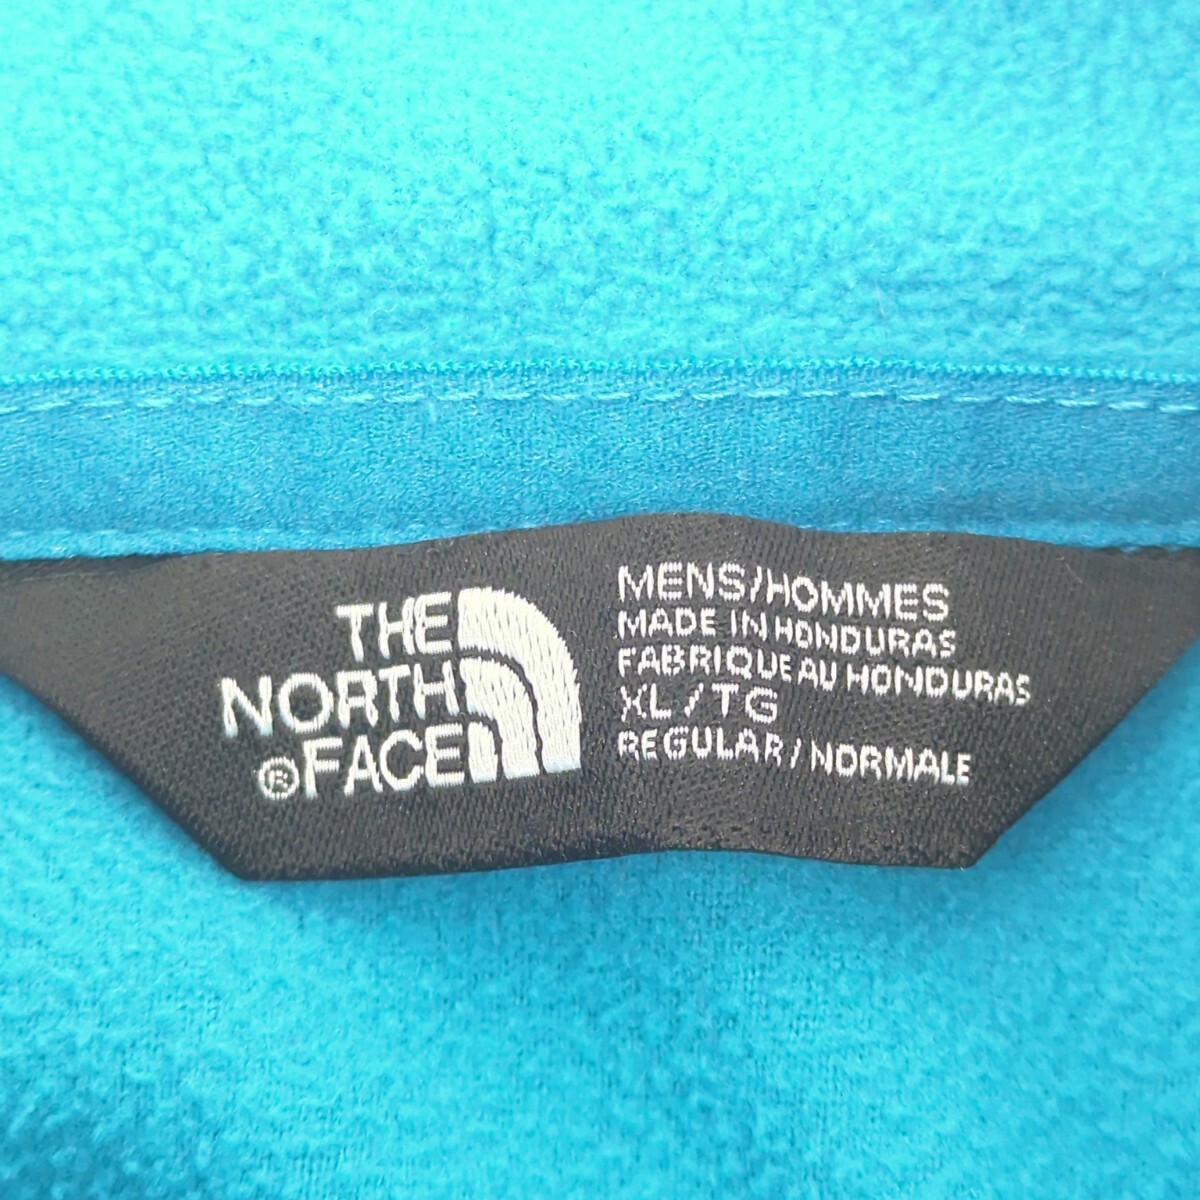 THE
NORTH
®FACE
MENS/HOMMES
MADE IN HONDURAS
FABRIQUE AU HONDURAS
XL/TG
REGULAR/NORMALE